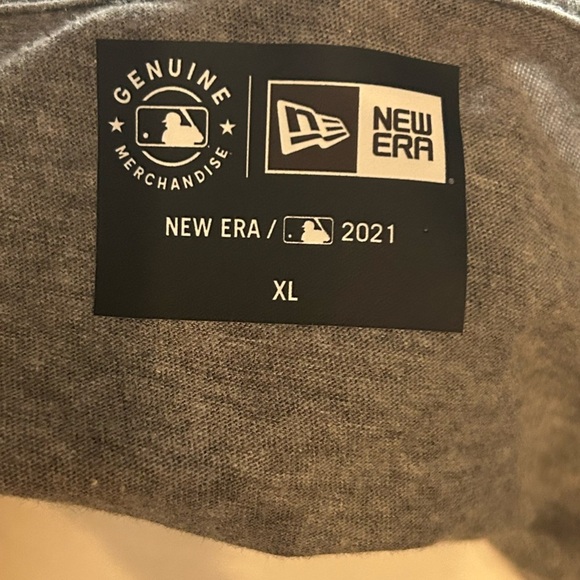 GENUINE
MERCHANDISE
NEW
ERA
NEW ERA / 2021
XL